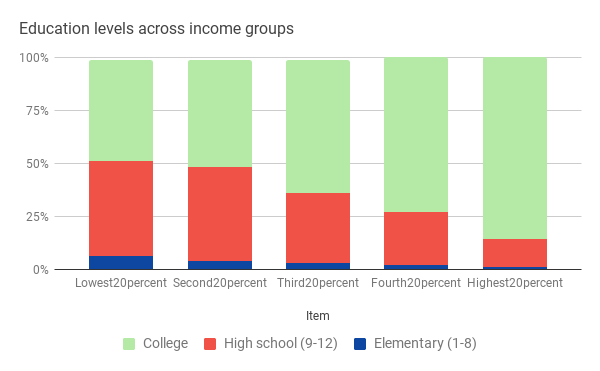 Education levels across income groups
100%
75%
50%
25%
0%
Lowest20percent Second20percent Third20percent Fourth20percent Highest20percent
Item
College High school (9-12) Elementary (1-8)